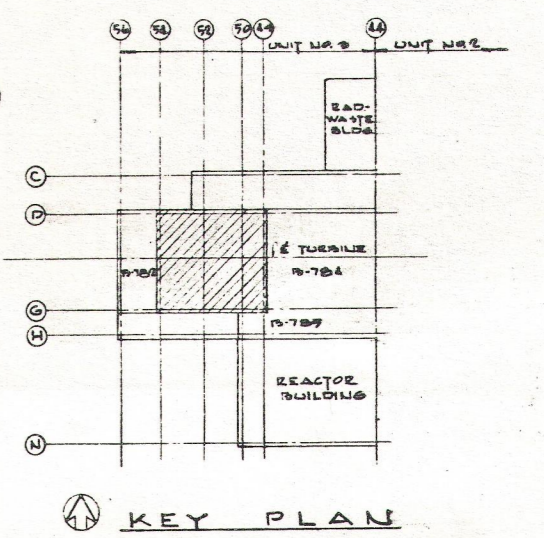 56 54 52 50 49 44
UNIT NO. 3 UNIT NO. 2
RAD-
WASTE
BLDG.
C
D
℄ TURBINE
B-782 B-784
G
B-785
H
REACTOR
BUILDING
N
KEY PLAN